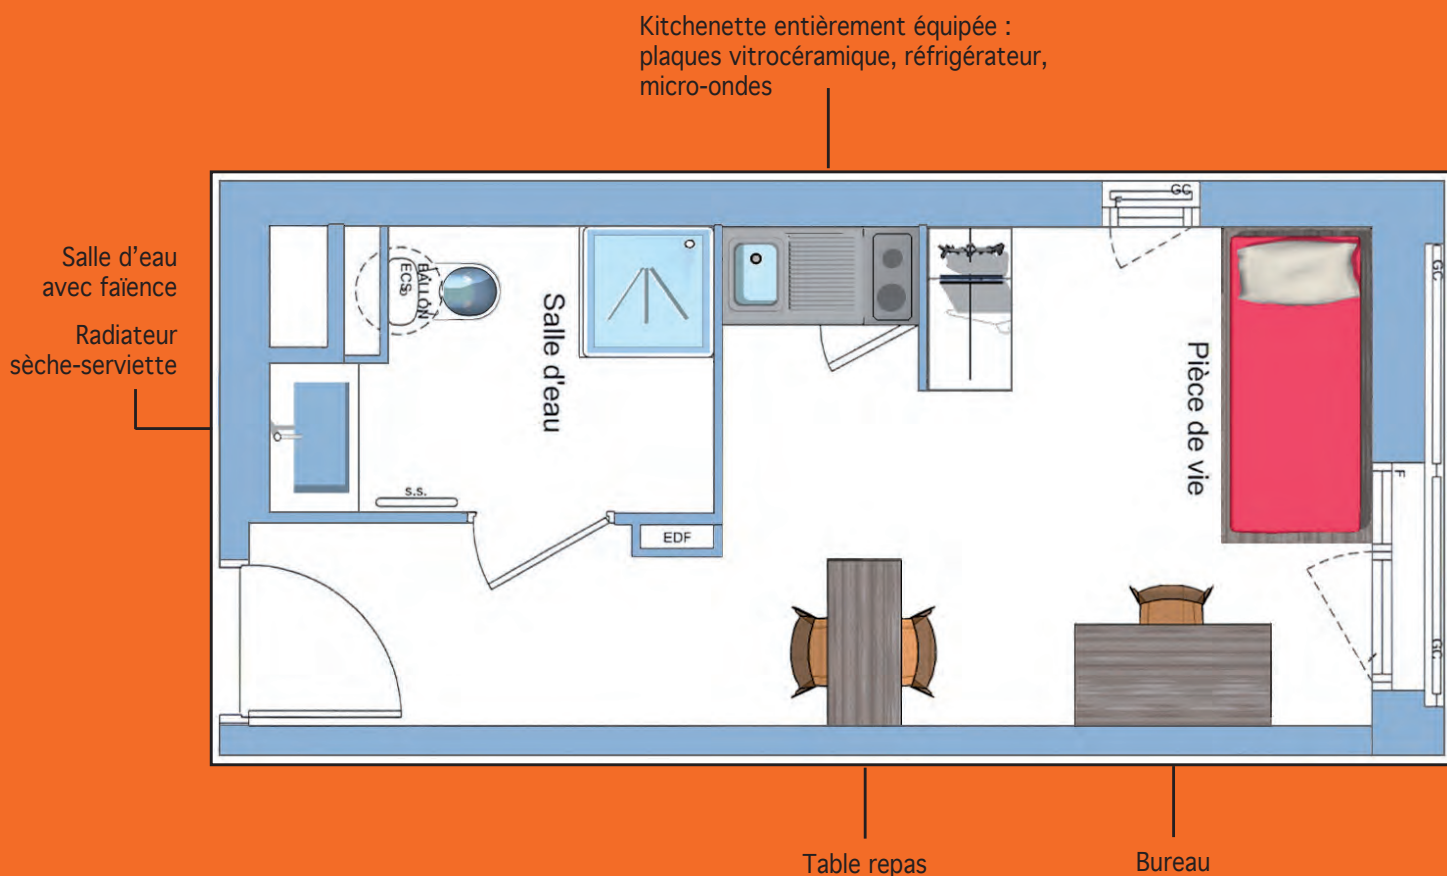 Kitchenette entièrement équipée :
plaques vitrocéramique, réfrigérateur,
micro-ondes
Salle d'eau
avec faïence
Radiateur
sèche-serviette
GC
F
GC
BALLON
ECS
Salle d'eau
Pièce de vie
F
s.s.
EDF
GC
Table repas
Bureau